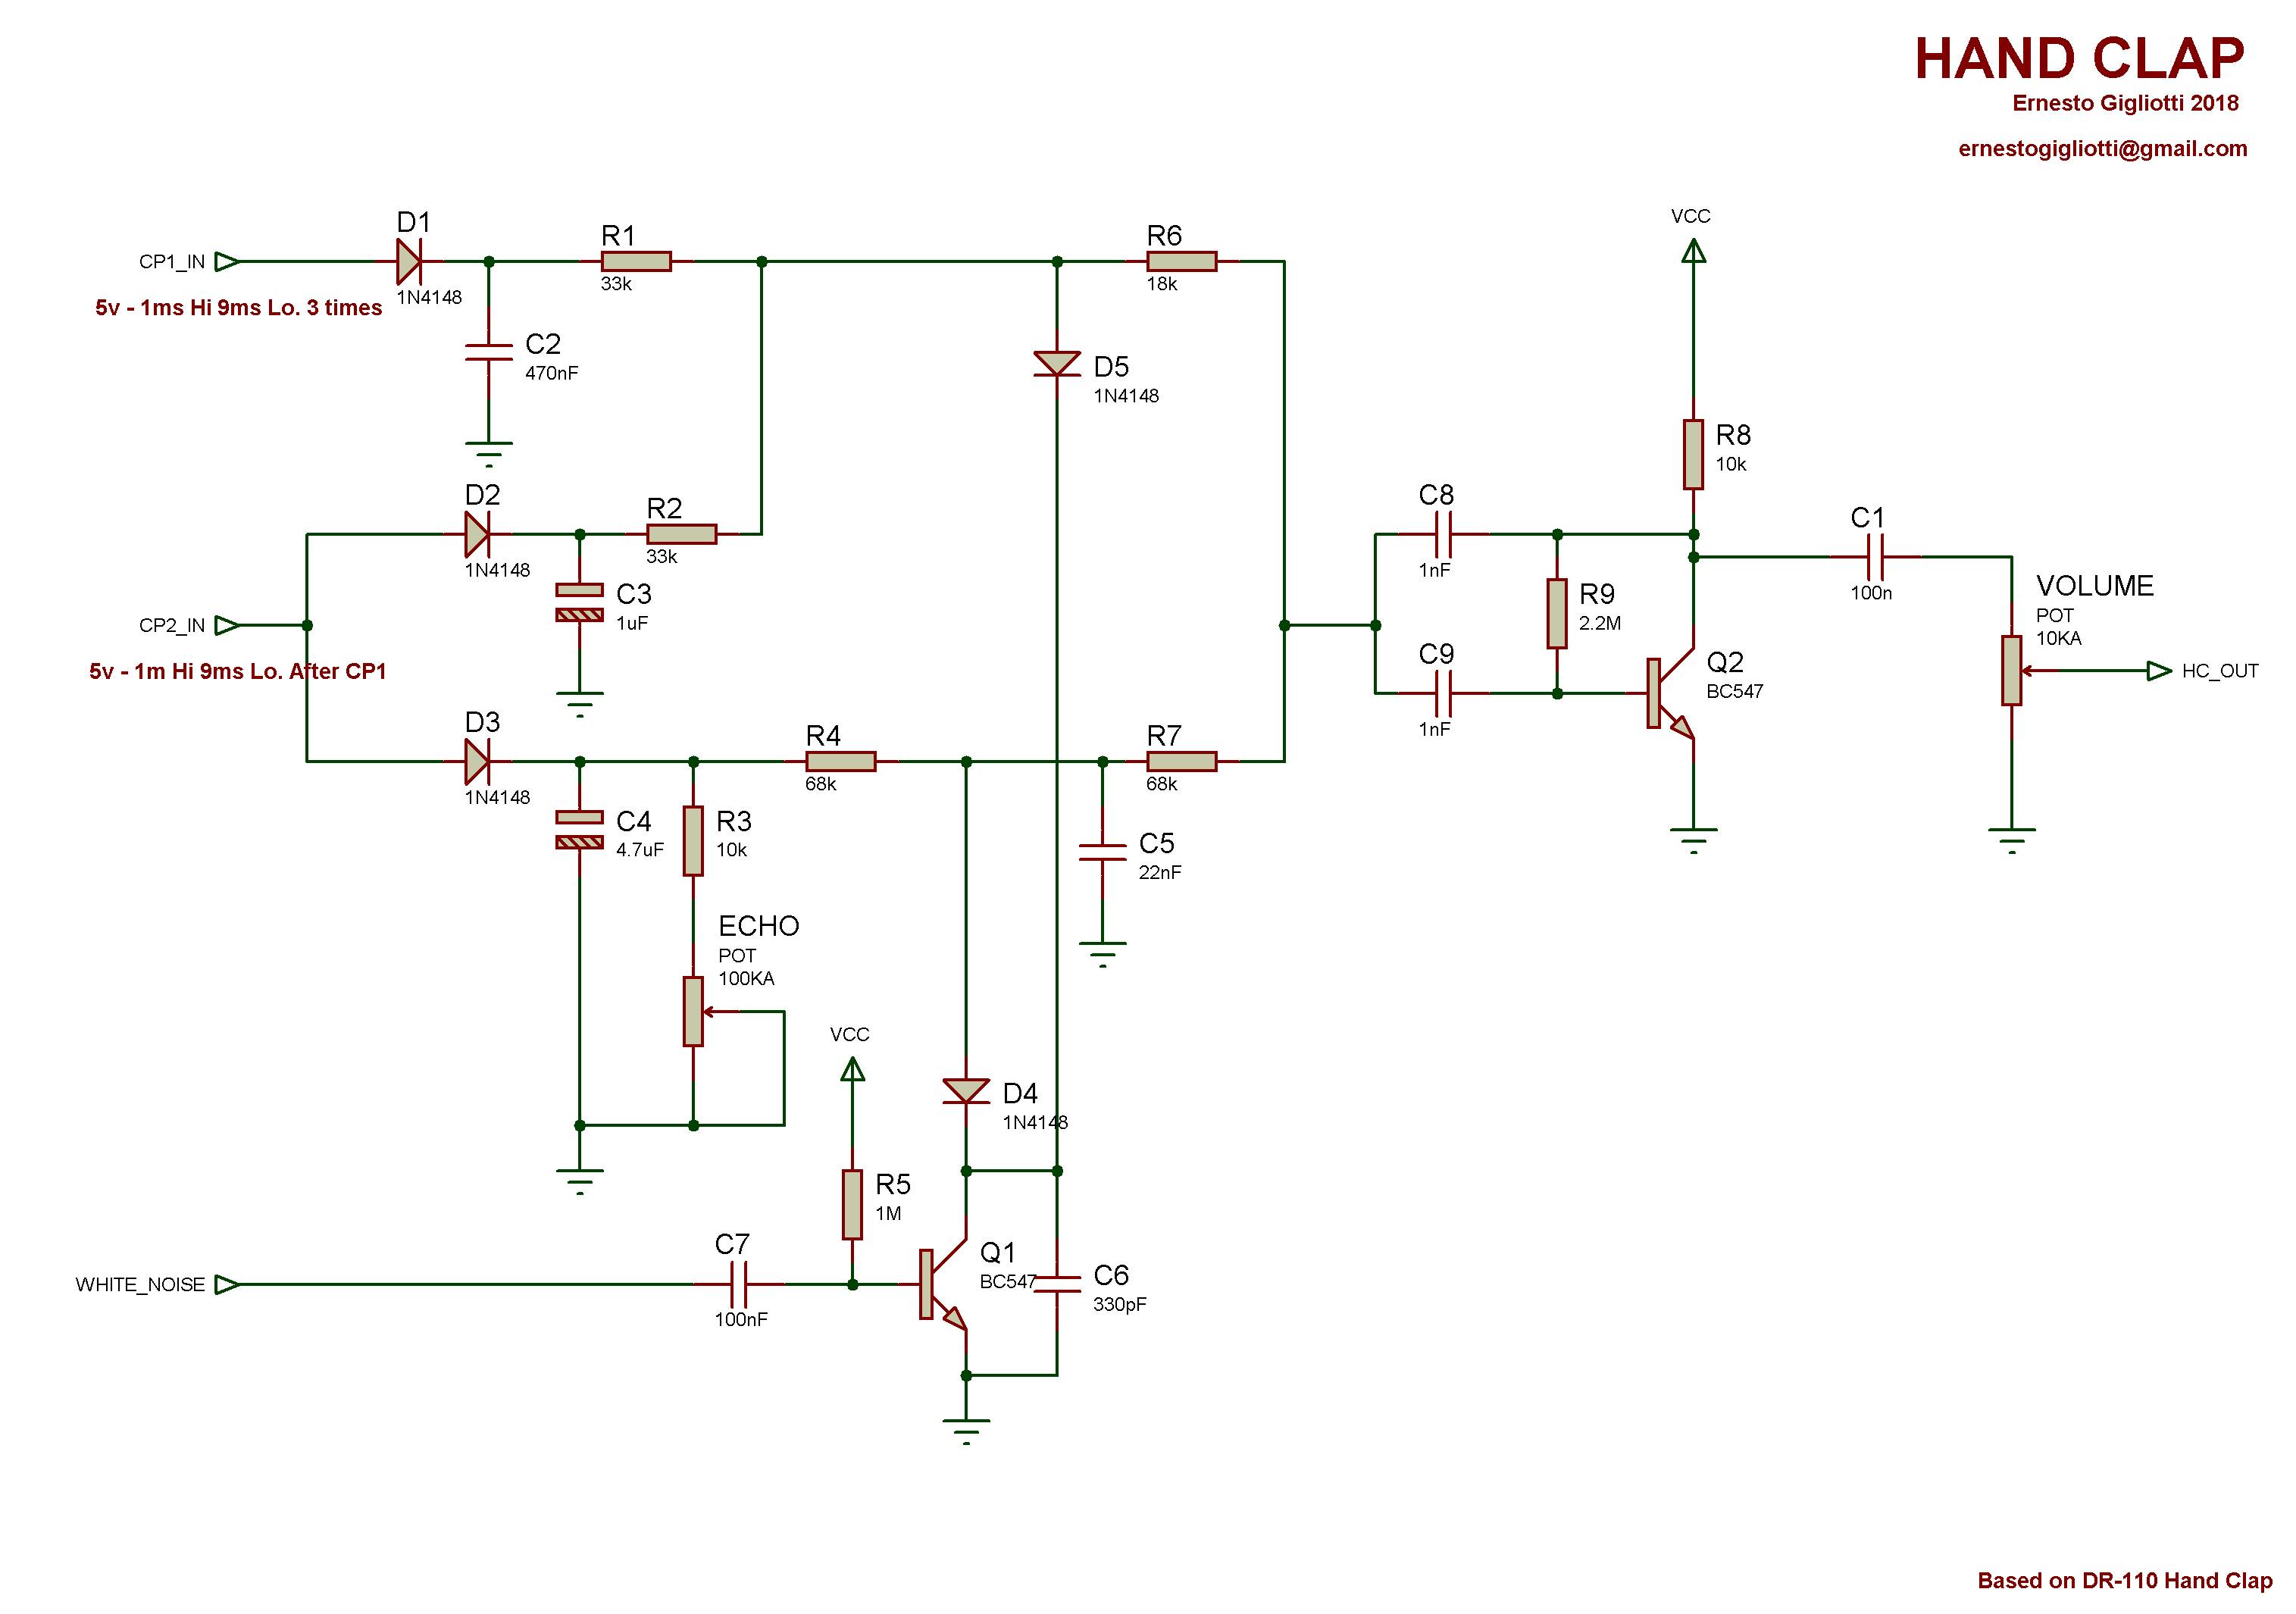 HAND CLAP
Ernesto Gigliotti 2018
ernestogigliotti@gmail.com
CP1_IN
5v - 1ms Hi 9ms Lo. 3 times
D1
1N4148
C2
470nF
R1
33k
D2
1N4148
R2
33k
C3
1uF
CP2_IN
5v - 1m Hi 9ms Lo. After CP1
D3
1N4148
C4
4.7uF
R3
10k
ECHO
POT
100KA
R4
68k
R6
18k
D5
1N4148
R7
68k
C5
22nF
D4
1N4148
VCC
R5
1M
WHITE_NOISE
C7
100nF
Q1
BC547
C6
330pF
VCC
R8
10k
C8
1nF
C9
1nF
R9
2.2M
Q2
BC547
C1
100n
VOLUME
POT
10KA
HC_OUT
Based on DR-110 Hand Clap